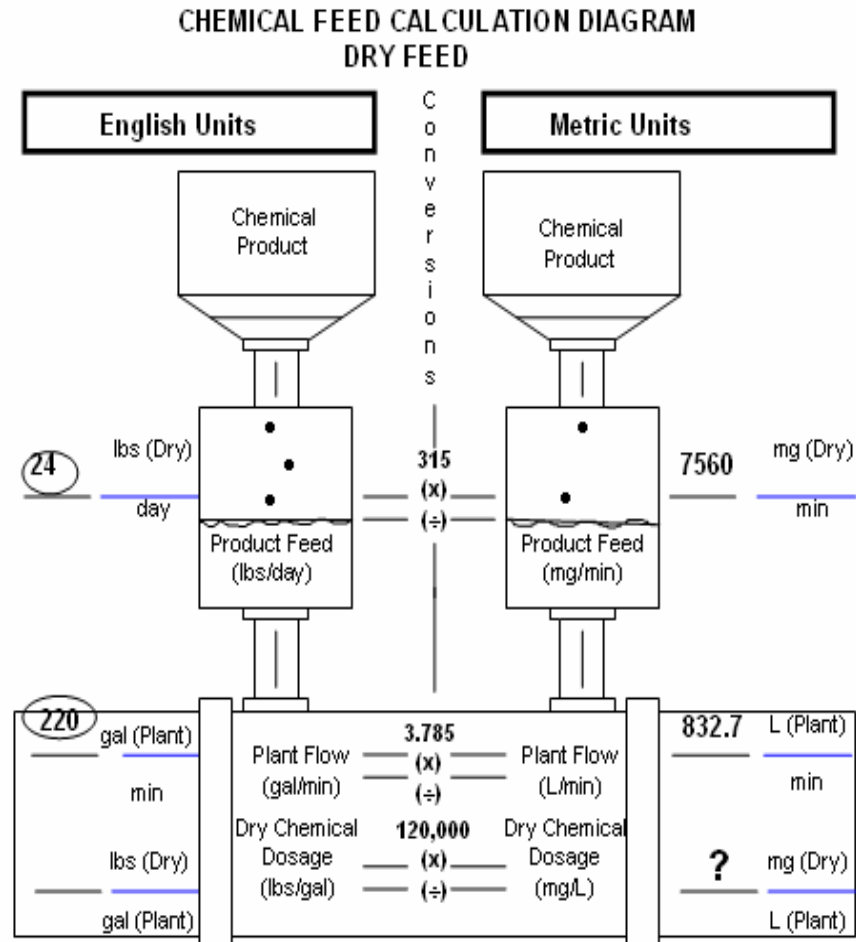 CHEMICAL FEED CALCULATION DIAGRAM
DRY FEED
English Units
Conversions
Metric Units
Chemical
Product
Chemical
Product
24
lbs (Dry)
day
315
(x)
(÷)
7560
mg (Dry)
min
Product Feed
(lbs/day)
Product Feed
(mg/min)
220
gal (Plant)
min
Plant Flow
(gal/min)
3.785
(x)
(÷)
Plant Flow
(L/min)
832.7
L (Plant)
min
lbs (Dry)
gal (Plant)
Dry Chemical
Dosage
(lbs/gal)
120,000
(x)
(÷)
Dry Chemical
Dosage
(mg/L)
?
mg (Dry)
L (Plant)